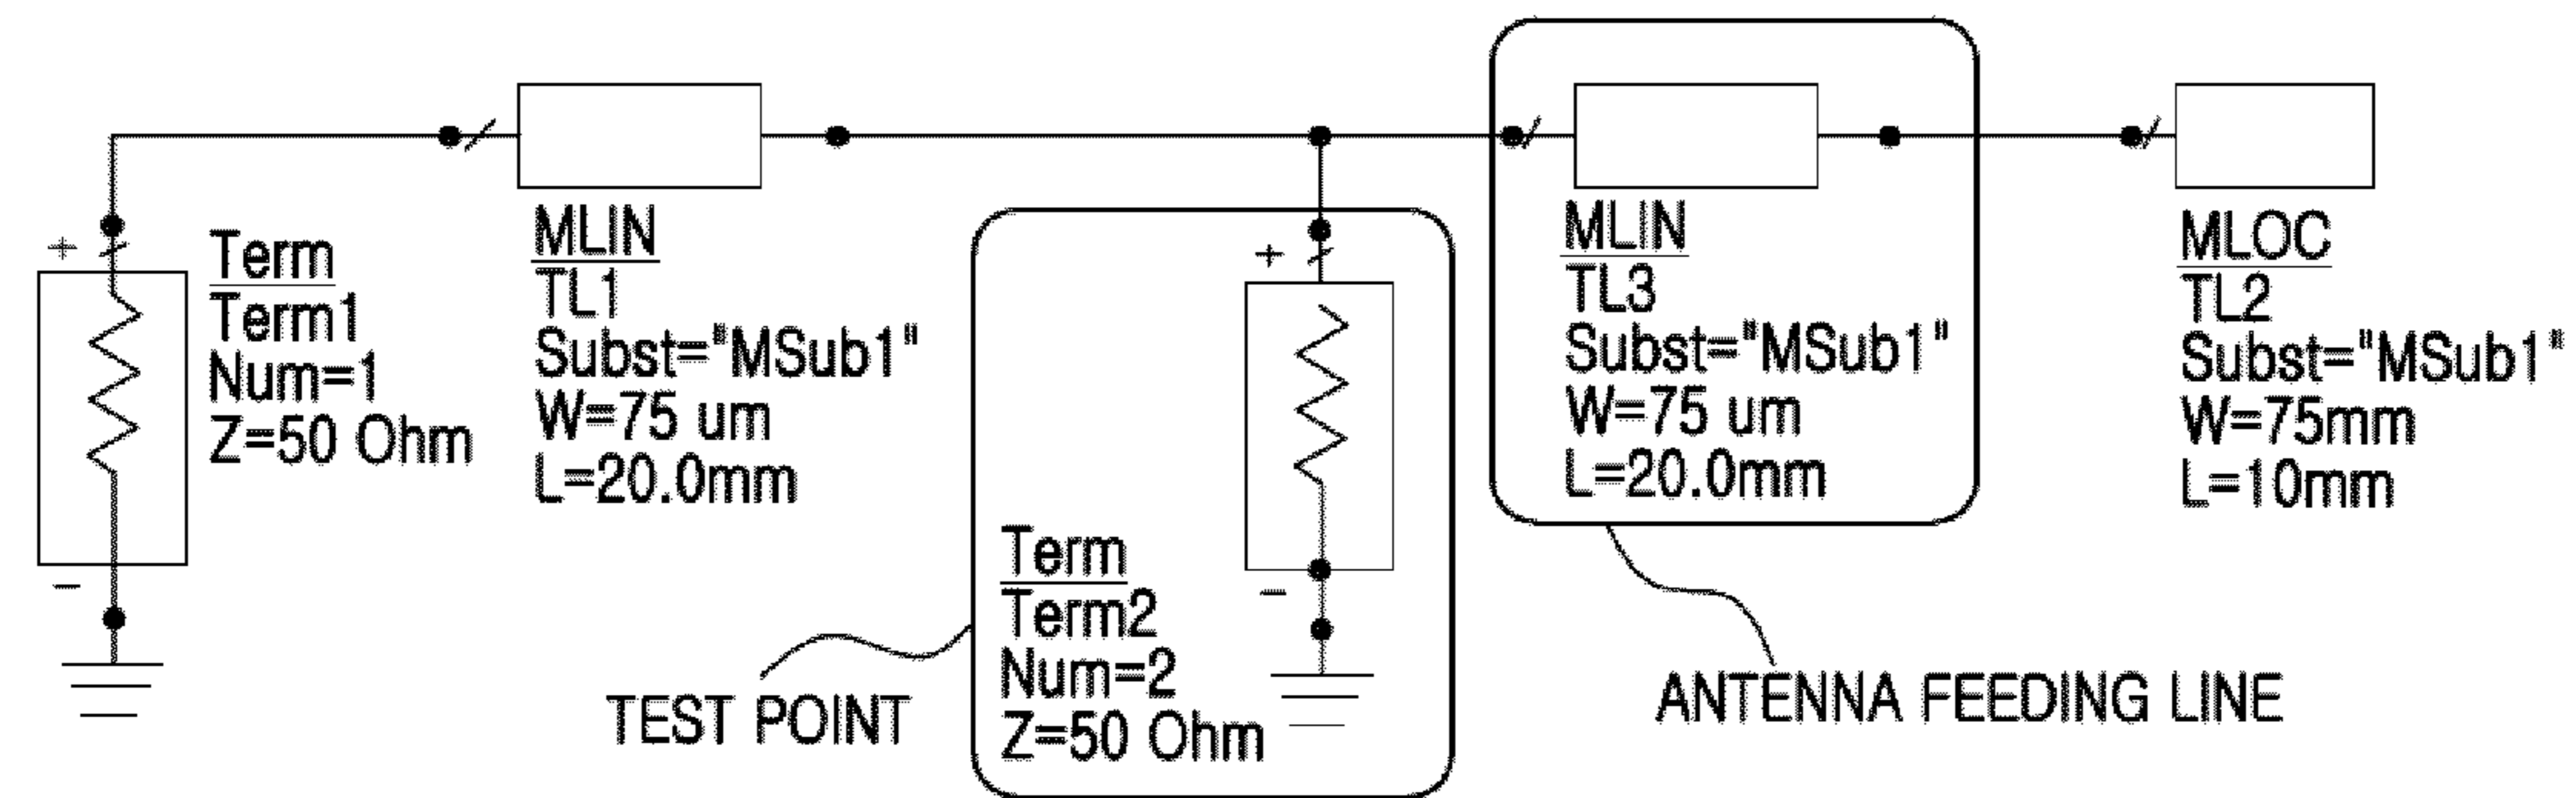 +
Term
Term1
Num=1
Z=50 Ohm
-
MLIN
TL1
Subst="MSub1"
W=75 um
L=20.0mm
TEST POINT
+
Term
Term2
Num=2
Z=50 Ohm
-
MLIN
TL3
Subst="MSub1"
W=75 um
L=20.0mm
ANTENNA FEEDING LINE
MLOC
TL2
Subst="MSub1"
W=75mm
L=10mm